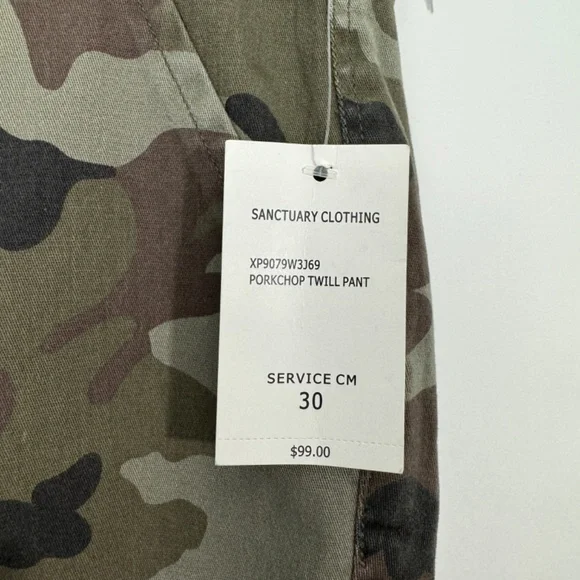 SANCTUARY CLOTHING
XP9079W3J69
PORKCHOP TWILL PANT
SERVICE CM
30
$99.00